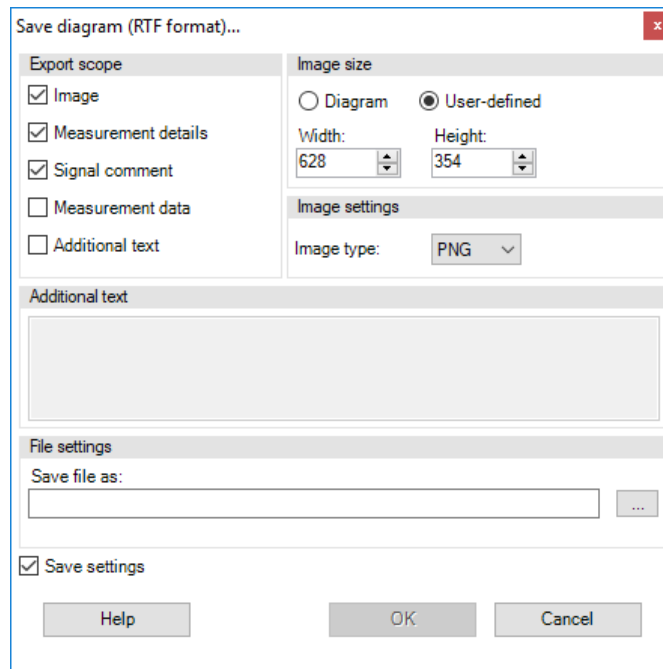 Save diagram (RTF format)...
x
Export scope
Image
Measurement details
Signal comment
Measurement data
Additional text
Image size
Diagram
User-defined
Width:
Height:
628
354
Image settings
Image type:
PNG
Additional text
File settings
Save file as:
...
Save settings
Help
OK
Cancel